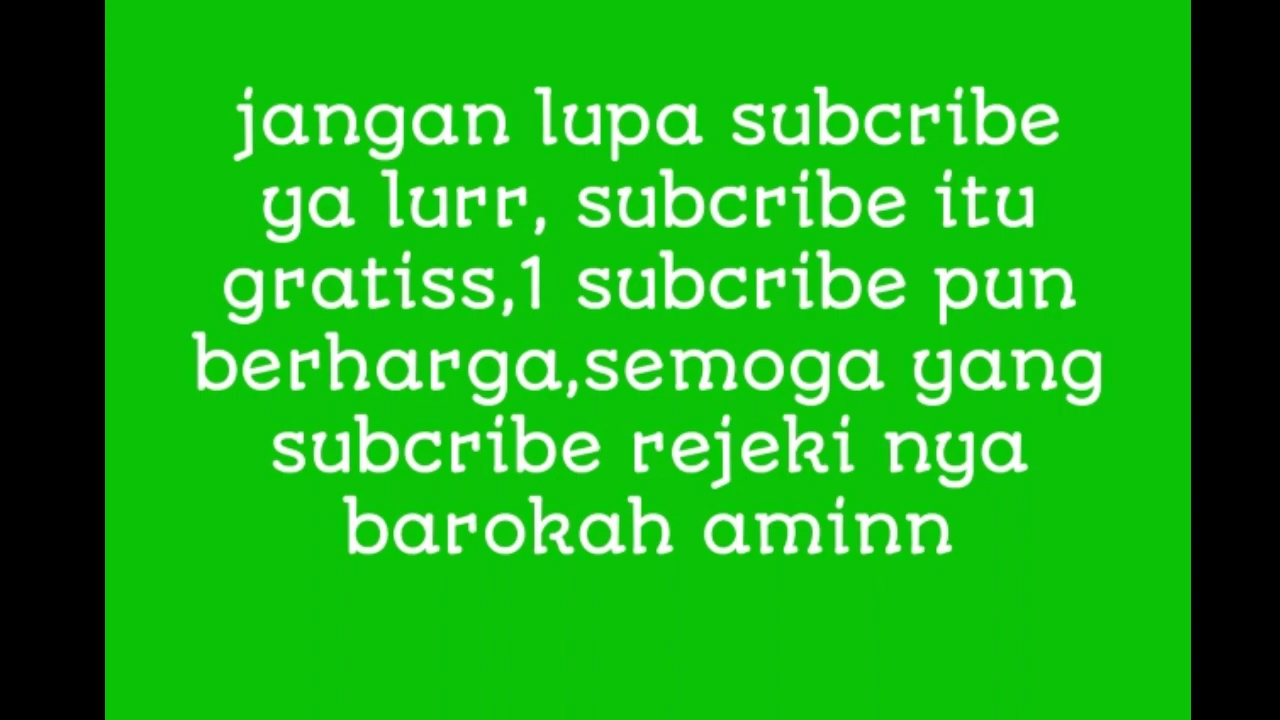 jangan lupa subcribe
ya lurr, subcribe itu
gratiss,1 subcribe pun
berharga,semoga yang
subcribe rejeki nya
barokah aminn